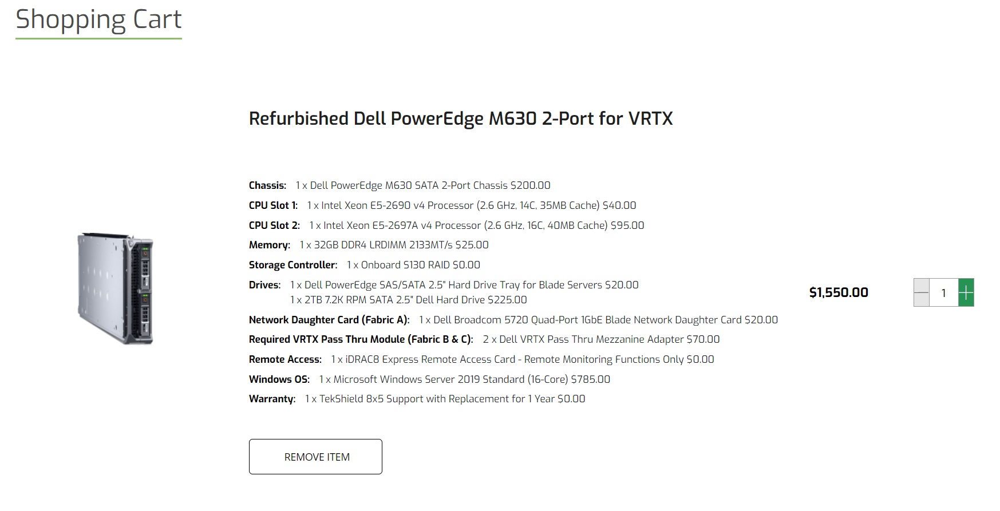 Shopping Cart
Refurbished Dell PowerEdge M630 2-Port for VRTX
Chassis: 1 x Dell PowerEdge M630 SATA 2-Port Chassis $200.00
CPU Slot 1: 1 x Intel Xeon E5-2690 v4 Processor (2.6 GHz, 14C, 35MB Cache) $40.00
CPU Slot 2: 1 x Intel Xeon E5-2697A v4 Processor (2.6 GHz, 16C, 40MB Cache) $95.00
Memory: 1 x 32GB DDR4 LRDIMM 2133MT/s $25.00
Storage Controller: 1 x Onboard S130 RAID $0.00
Drives: 1 x Dell PowerEdge SAS/SATA 2.5" Hard Drive Tray for Blade Servers $20.00
1 x 2TB 7.2K RPM SATA 2.5" Dell Hard Drive $225.00
$1,550.00
1
Network Daughter Card (Fabric A): 1 x Dell Broadcom 5720 Quad-Port 1GbE Blade Network Daughter Card $20.00
Required VRTX Pass Thru Module (Fabric B & C): 2 x Dell VRTX Pass Thru Mezzanine Adapter $70.00
Remote Access: 1 x iDRAC8 Express Remote Access Card - Remote Monitoring Functions Only $0.00
Windows OS: 1 x Microsoft Windows Server 2019 Standard (16-Core) $785.00
Warranty: 1 x TekShield 8x5 Support with Replacement for 1 Year $0.00
REMOVE ITEM